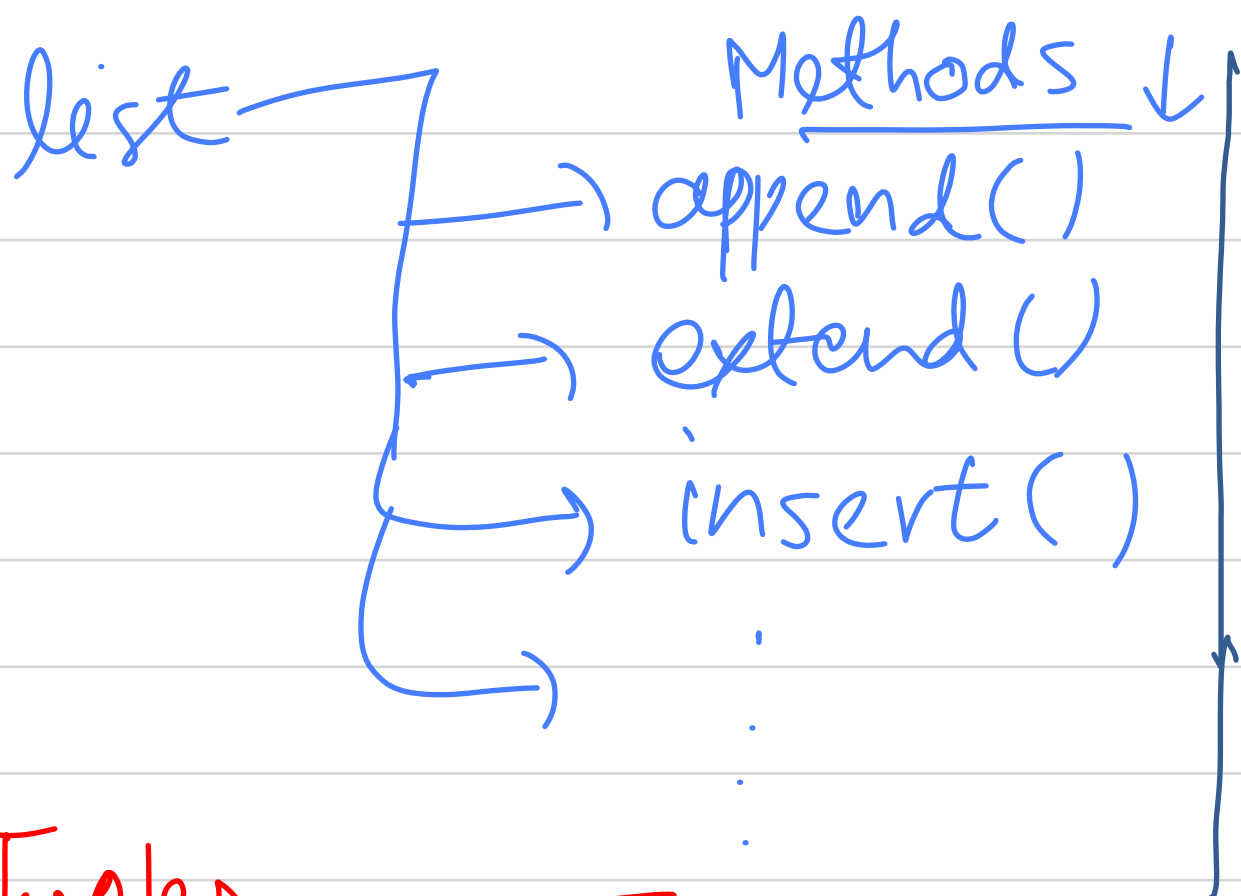 list
Methods ↓
append()
extend()
insert()